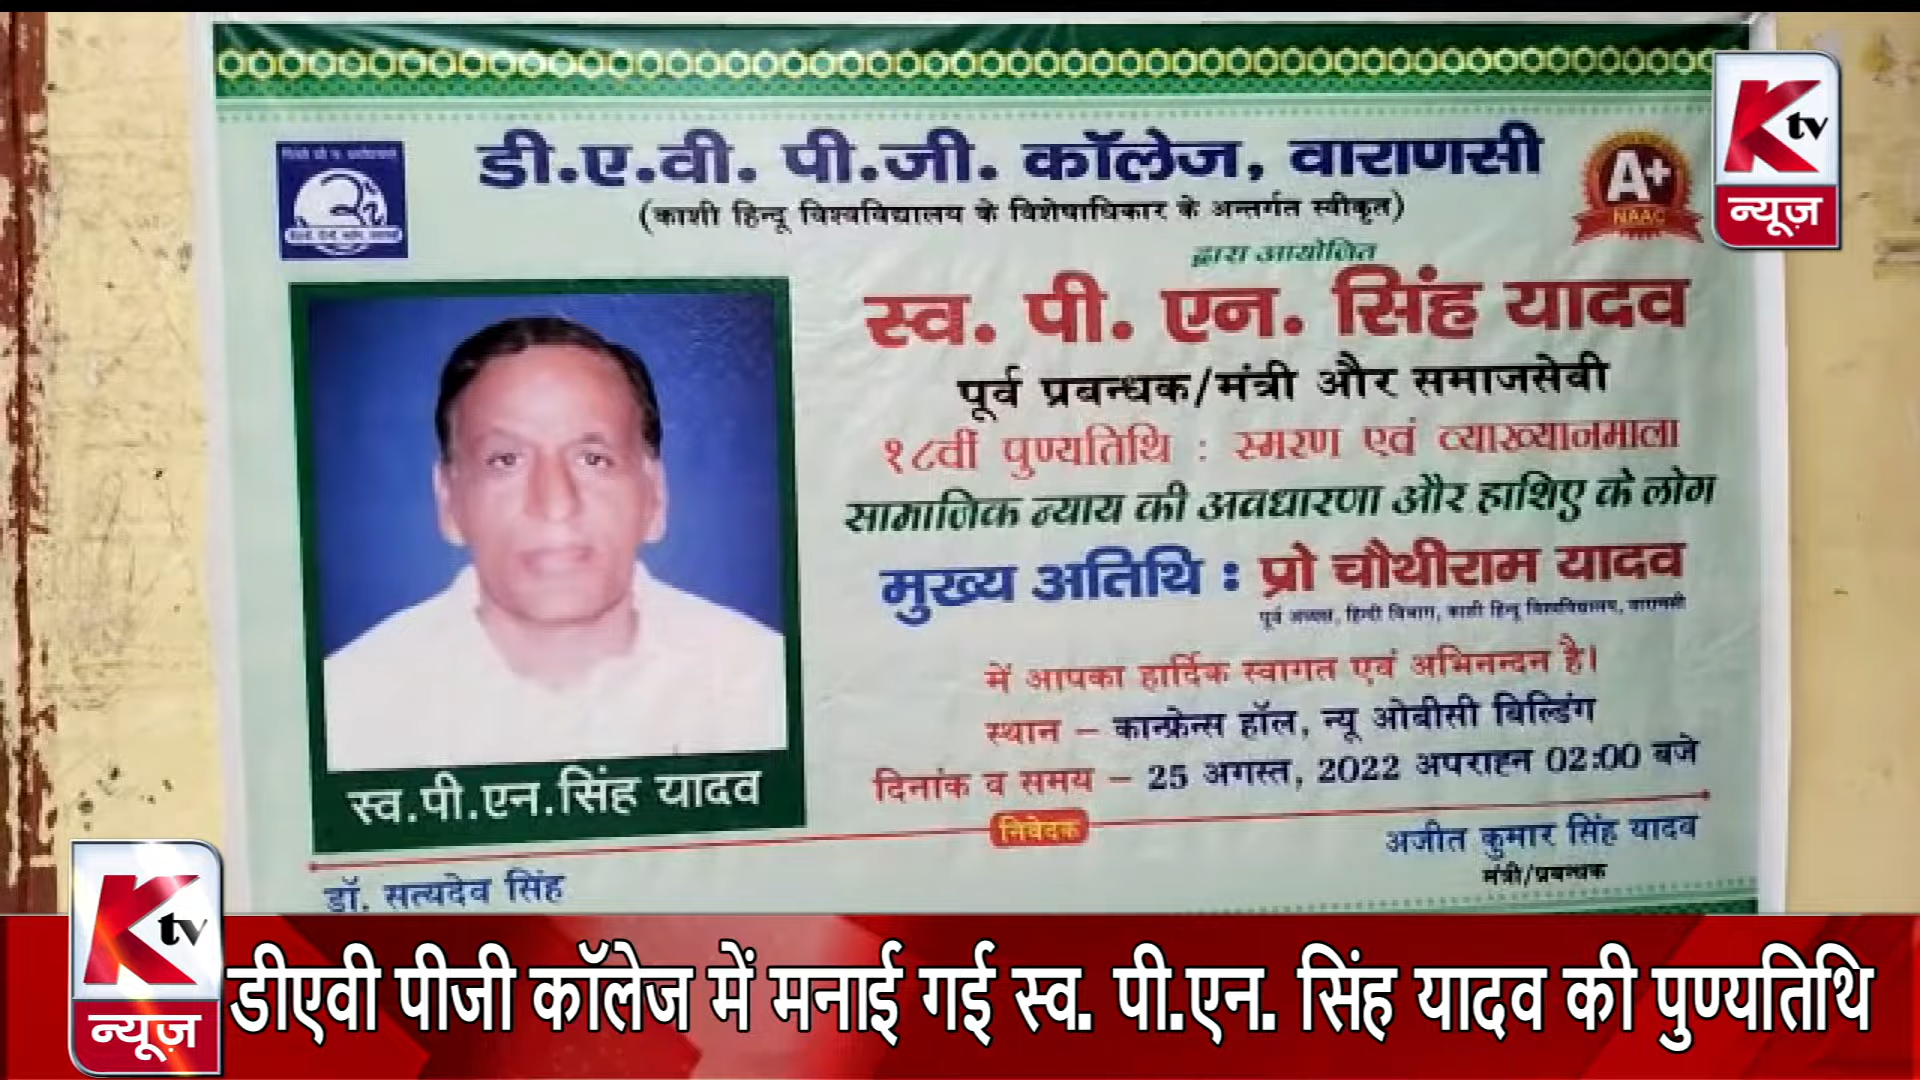 डी.ए.वी. पी.जी. कॉलेज, वाराणसी
(काशी हिन्दू विश्वविद्यालय के विशेषाधिकार के अन्तर्गत स्वीकृत)
A+
NAAC
Ktv
न्यूज़
द्वारा आयोजित
स्व. पी. एन. सिंह यादव
पूर्व प्रबन्धक/मंत्री और समाजसेवी
१८वीं पुण्यतिथि : स्मरण एवं व्याख्यानमाला
सामाजिक न्याय की अवधारणा और हाशिए के लोग
मुख्य अतिथि : प्रो चौथीराम यादव
पूर्व अध्यक्ष, हिन्दी विभाग, काशी हिन्दू विश्वविद्यालय, वाराणसी
में आपका हार्दिक स्वागत एवं अभिनन्दन है।
स्थान – कान्फ्रेन्स हॉल, न्यू ओबीसी बिल्डिंग
दिनांक व समय – 25 अगस्त, 2022 अपराह्न 02:00 बजे
स्व.पी.एन.सिंह यादव
निवेदक
डॉ. सत्यदेव सिंह
अजीत कुमार सिंह यादव
मंत्री/प्रबन्धक
Ktv
न्यूज़
डीएवी पीजी कॉलेज में मनाई गई स्व. पी.एन. सिंह यादव की पुण्यतिथि